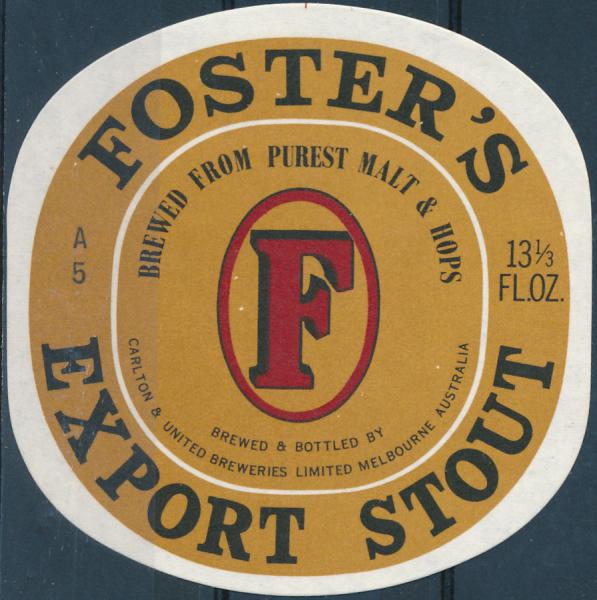 FOSTER'S
BREWED FROM PUREST MALT & HOPS
A
5
13⅓
FL.OZ.
F
BREWED & BOTTLED BY
CARLTON & UNITED BREWERIES LIMITED MELBOURNE AUSTRALIA
EXPORT STOUT